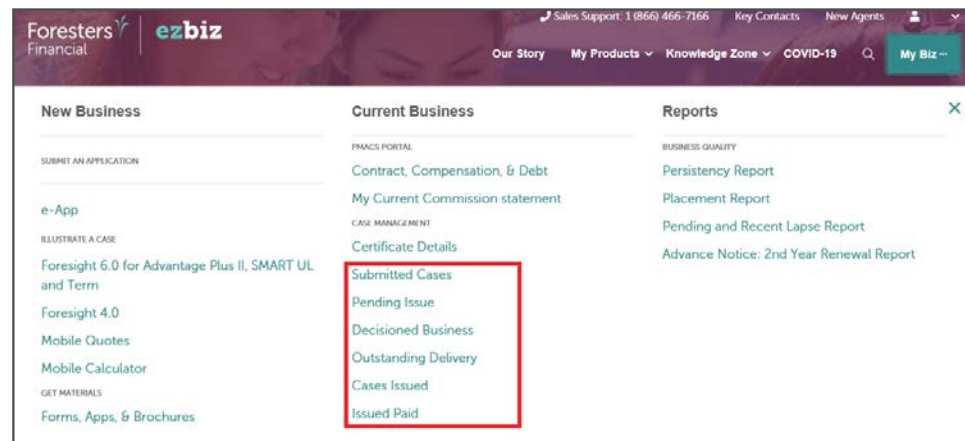 Sales Support: 1 (866) 466-7166 Key Contacts New Agents
Foresters
Financial
ezbiz
Our Story My Products Knowledge Zone COVID-19 My Biz ···
New Business
SUBMIT AN APPLICATION
e-App
ILLUSTRATE A CASE
Foresight 6.0 for Advantage Plus II, SMART UL
and Term
Foresight 4.0
Mobile Quotes
Mobile Calculator
GET MATERIALS
Forms, Apps, & Brochures
Current Business
PMACS PORTAL
Contract, Compensation, & Debt
My Current Commission statement
CASE MANAGEMENT
Certificate Details
Submitted Cases
Pending Issue
Decisioned Business
Outstanding Delivery
Cases Issued
Issued Paid
Reports
BUSINESS QUALITY
Persistency Report
Placement Report
Pending and Recent Lapse Report
Advance Notice: 2nd Year Renewal Report